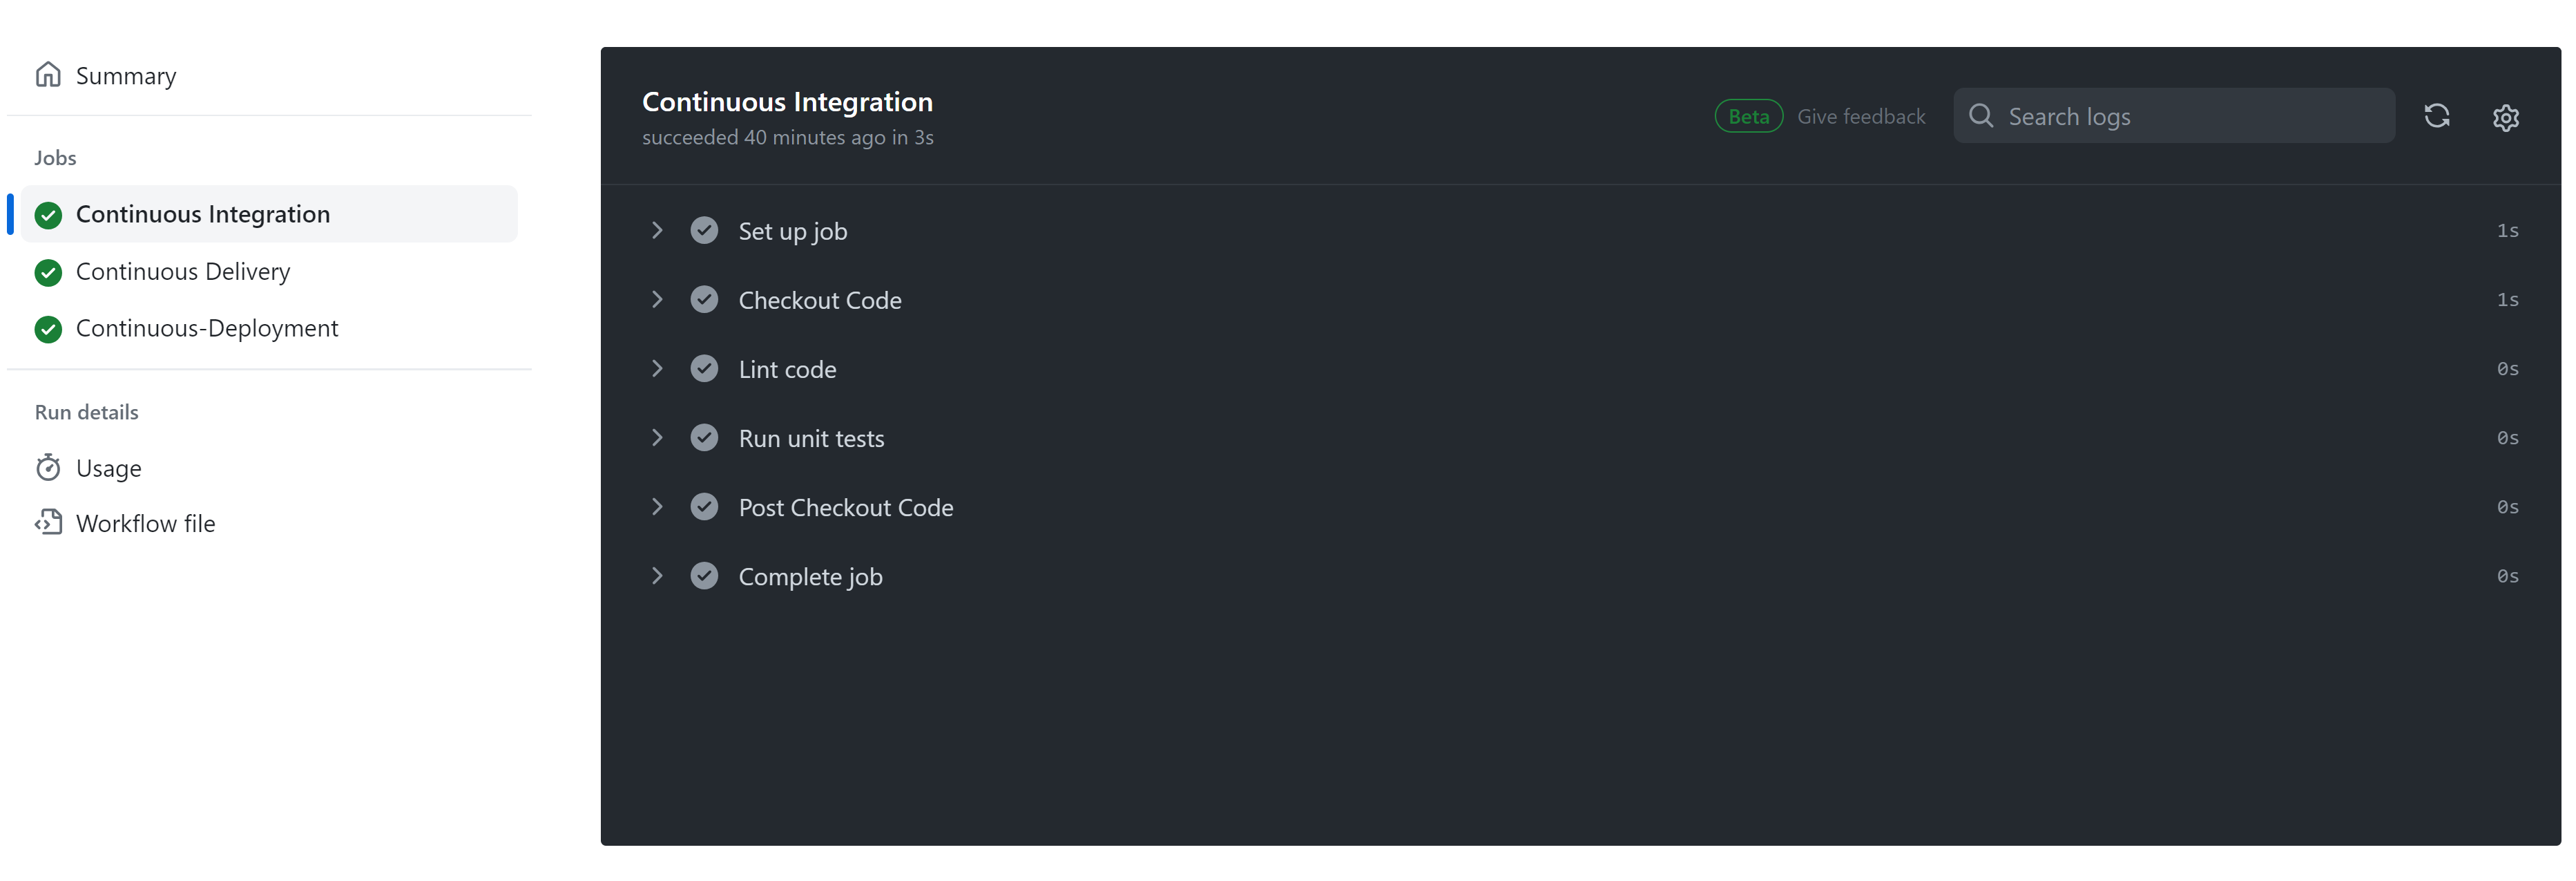 Summary
Jobs
Continuous Integration
Continuous Delivery
Continuous-Deployment
Run details
Usage
Workflow file
Continuous Integration
succeeded 40 minutes ago in 3s
Beta Give feedback
Search logs
Set up job 1s
Checkout Code 1s
Lint code 0s
Run unit tests 0s
Post Checkout Code 0s
Complete job 0s